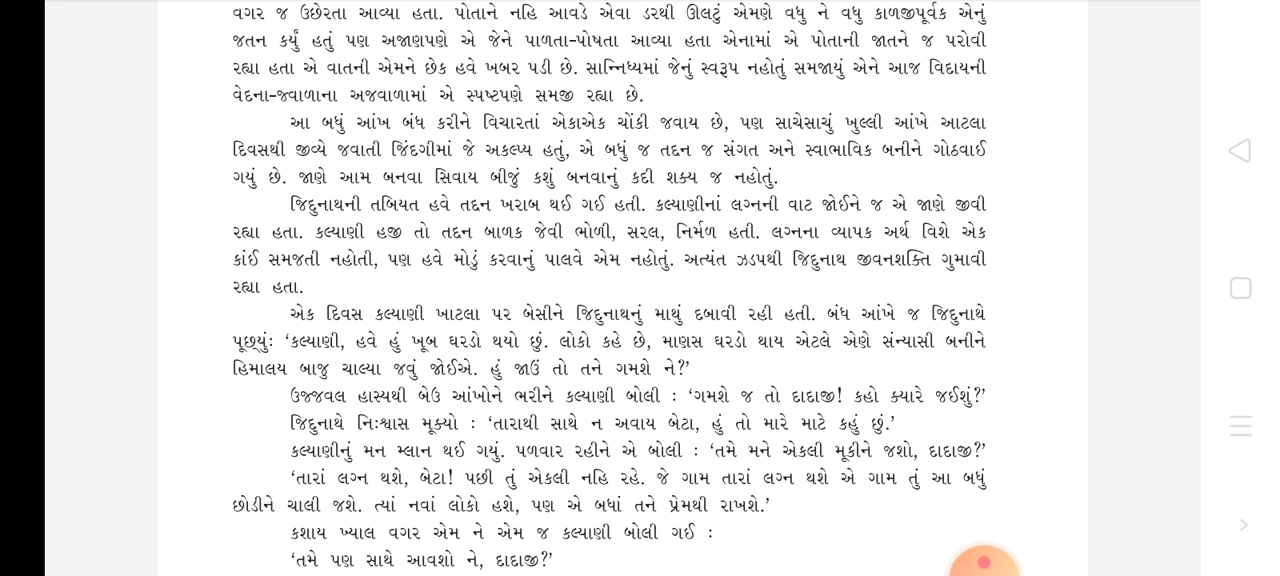 વગર જ ઉછેરતા આવ્યા હતા. પોતાને નહિ આવડે એવા ડરથી ઊલટું એમણે વધુ ને વધુ કાળજીપૂર્વક એનું
જતન કર્યું હતું પણ અજાણપણે એ જેને પાળતા-પોષતા આવ્યા હતા એનામાં એ પોતાની જાતને જ પરોવી
રહ્યા હતા એ વાતની એમને છેક હવે ખબર પડી છે. સાન્નિધ્યમાં જેનું સ્વરૂપ નહોતું સમજાયું એને આજ વિદાયની
વેદના-જ્વાળાના અજવાળામાં એ સ્પષ્ટપણે સમજી રહ્યા છે.
આ બધું આંખ બંધ કરીને વિચારતાં એકાએક ચોંકી જવાય છે, પણ સાચેસાચું ખુલ્લી આંખે આટલા
દિવસથી જીવ્યે જવાતી જિંદગીમાં જે અકલ્પ્ય હતું, એ બધું જ તદ્દન જ સંગત અને સ્વાભાવિક બનીને ગોઠવાઈ
ગયું છે. જાણે આમ બનવા સિવાય બીજું કશું બનવાનું કદી શક્ય જ નહોતું.
જિદુનાથની તબિયત હવે તદ્દન ખરાબ થઈ ગઈ હતી. કલ્યાણીનાં લગ્નની વાટ જોઈને જ એ જાણે જીવી
રહ્યા હતા. કલ્યાણી હજી તો તદ્દન બાળક જેવી ભોળી, સરલ, નિર્મળ હતી. લગ્નના વ્યાપક અર્થ વિશે એક
કાંઈ સમજતી નહોતી, પણ હવે મોડું કરવાનું પાલવે એમ નહોતું. અત્યંત ઝડપથી જિદુનાથ જીવનશક્તિ ગુમાવી
રહ્યા હતા.
એક દિવસ કલ્યાણી ખાટલા પર બેસીને જિદુનાથનું માથું દબાવી રહી હતી. બંધ આંખે જ જિદુનાથે
પૂછ્યુંઃ ‘કલ્યાણી, હવે હું ખૂબ ઘરડો થયો છું. લોકો કહે છે, માણસ ઘરડો થાય એટલે એણે સંન્યાસી બનીને
હિમાલય બાજુ ચાલ્યા જવું જોઈએ. હું જાઉં તો તને ગમશે ને?’
ઉજ્જવલ હાસ્યથી બેઉ આંખોને ભરીને કલ્યાણી બોલી : ‘ગમશે જ તો દાદાજી! કહો ક્યારે જઈશું?’
જિદુનાથે નિઃશ્વાસ મૂક્યો : ‘તારાથી સાથે ન અવાય બેટા, હું તો મારે માટે કહું છું.’
કલ્યાણીનું મન મ્લાન થઈ ગયું. પળવાર રહીને એ બોલી : ‘તમે મને એકલી મૂકીને જશો, દાદાજી?’
‘તારાં લગ્ન થશે, બેટા! પછી તું એકલી નહિ રહે. જે ગામ તારાં લગ્ન થશે એ ગામ તું આ બધું
છોડીને ચાલી જશે. ત્યાં નવાં લોકો હશે, પણ એ બધાં તને પ્રેમથી રાખશે.’
કશાય ખ્યાલ વગર એમ ને એમ જ કલ્યાણી બોલી ગઈ :
‘તમે પણ સાથે આવશો ને, દાદાજી?’